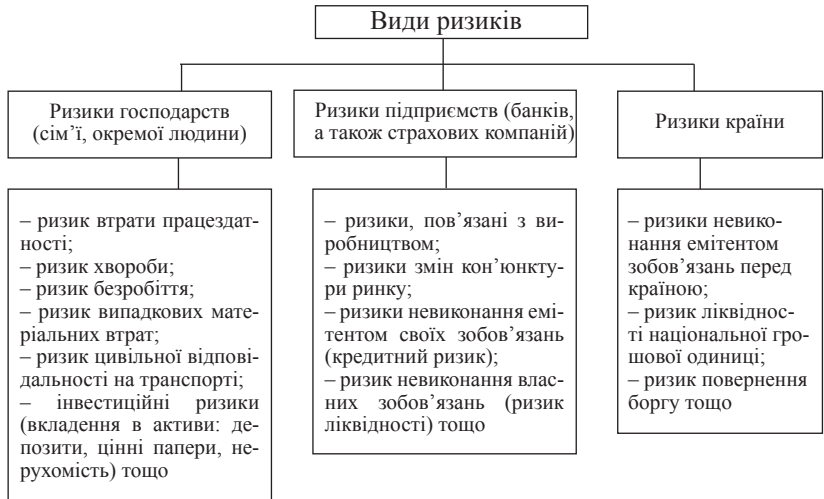 Види ризиків
Ризики господарств
(сім’ї, окремої людини)
Ризики підприємств (банків,
а також страхових компаній)
Ризики країни
– ризик втрати працездат-
ності;
– ризик хвороби;
– ризик безробіття;
– ризик випадкових мате-
ріальних втрат;
– ризик цивільної відпові-
дальності на транспорті;
– інвестиційні ризики
(вкладення в активи: де-
позити, цінні папери, не-
рухомість) тощо
– ризики, пов’язані з ви-
робництвом;
– ризики змін кон’юнкту-
ри ринку;
– ризики невиконання емі-
тентом своїх зобов’язань
(кредитний ризик);
– ризик невиконання влас-
них зобов’язань (ризик
ліквідності) тощо
– ризики невико-
нання емітентом
зобов’язань перед
країною;
– ризик ліквіднос-
ті національної гро-
шової одиниці;
– ризик повернення
боргу тощо